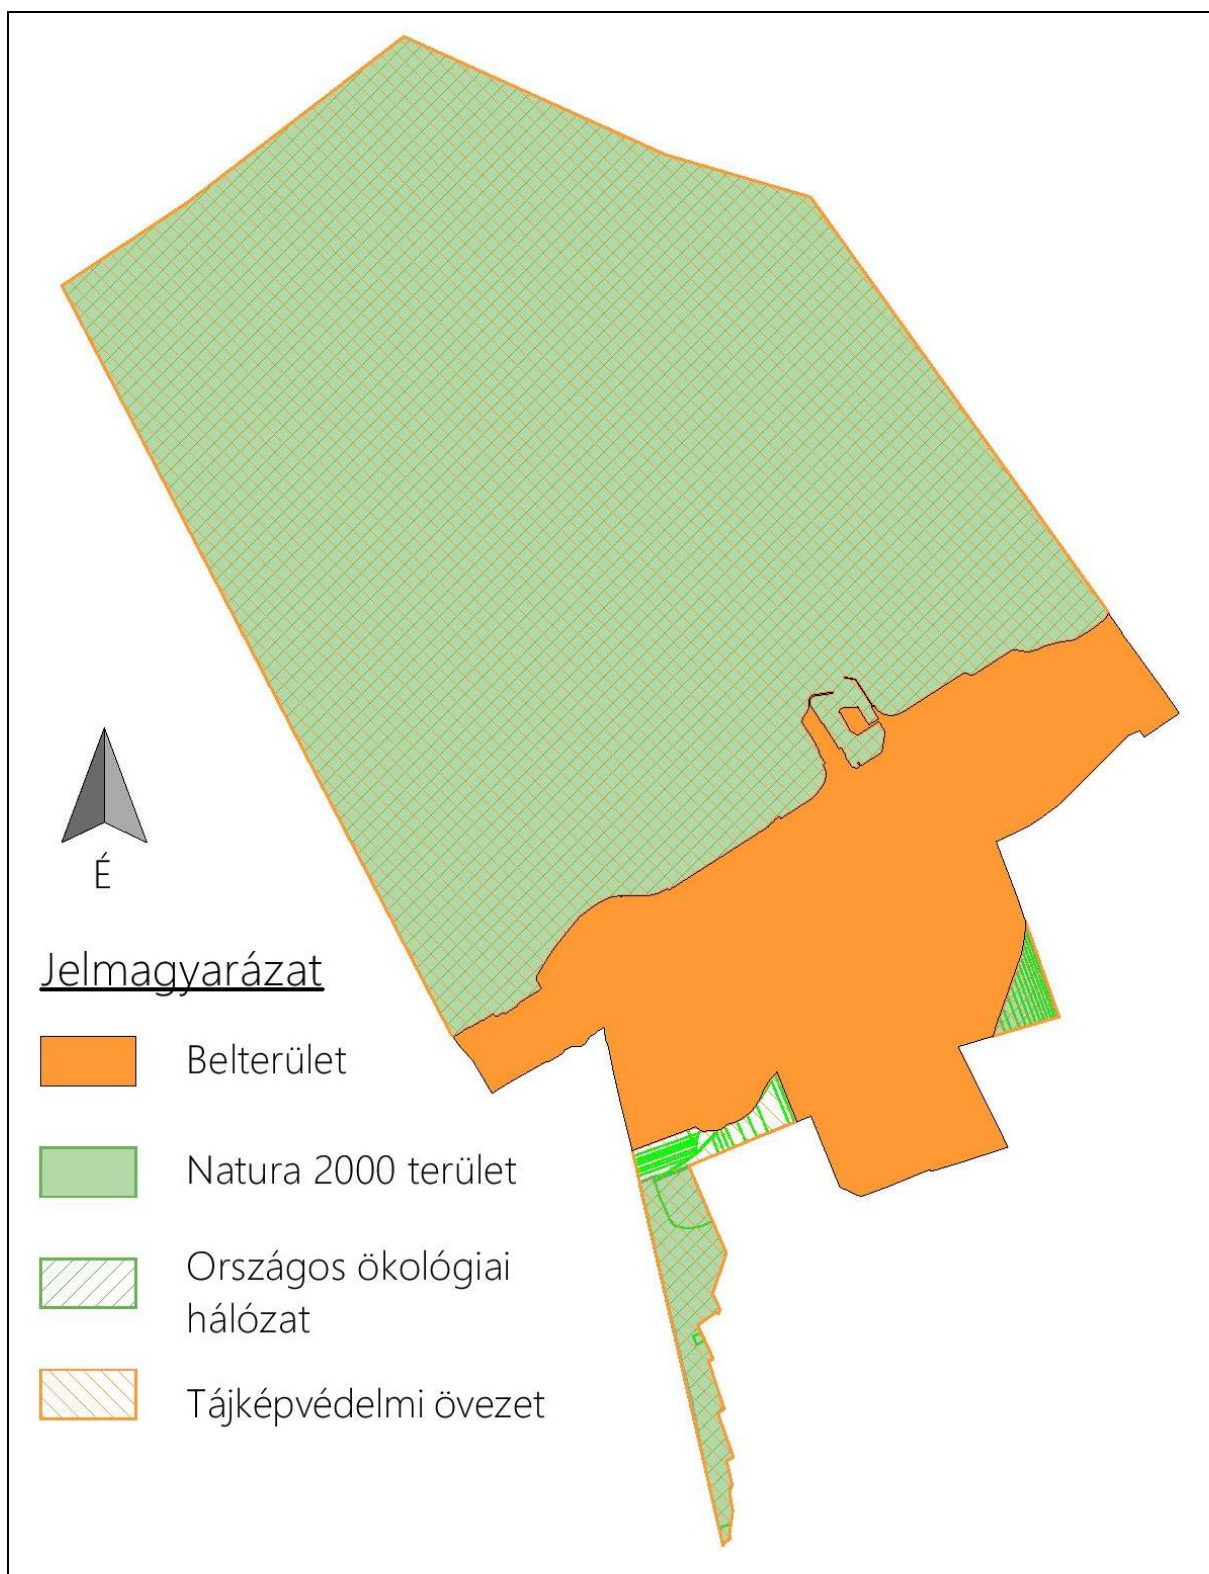 É
Jelmagyarázat
Belterület
Natura 2000 terület
Országos ökológiai
hálózat
Tájképvédelmi övezet